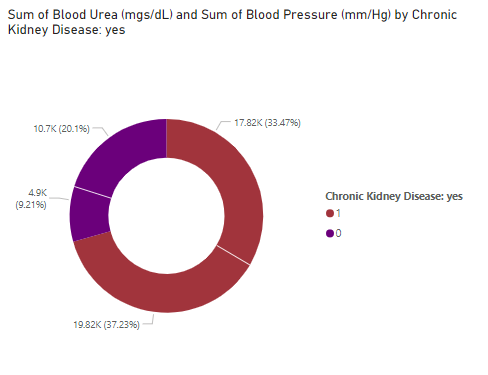 Sum of Blood Urea (mgs/dL) and Sum of Blood Pressure (mm/Hg) by Chronic
Kidney Disease: yes
17.82K (33.47%)
10.7K (20.1%)
4.9K
(9.21%)
19.82K (37.23%)
Chronic Kidney Disease: yes
1
0